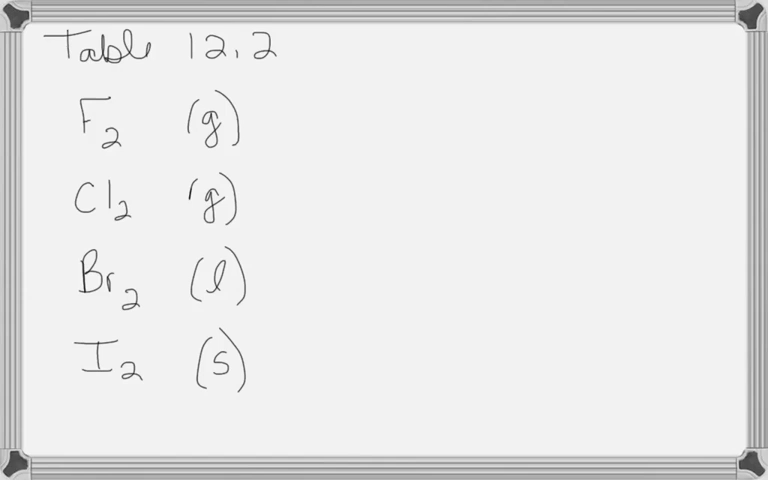 Table 12.2
F2 (g)
Cl2 (g)
Br2 (l)
I2 (s)